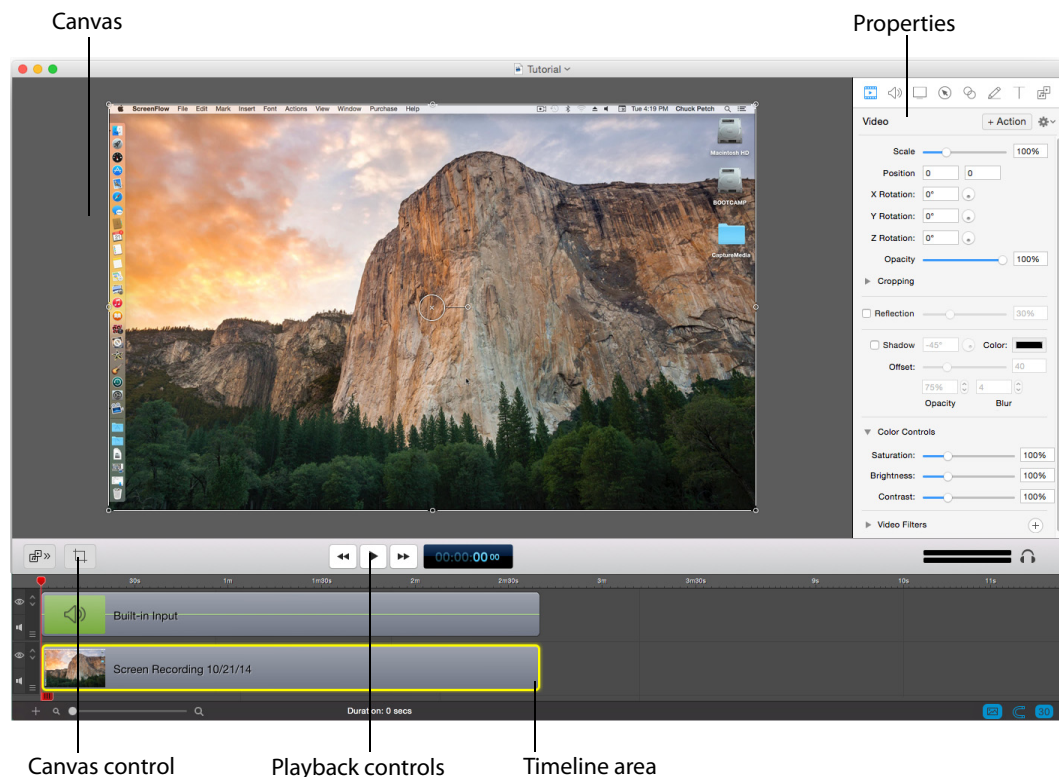 Canvas
Properties
Tutorial
ScreenFlow File Edit Mark Insert Font Actions View Window Purchase Help
Tue 4:19 PM Chuck Petch
Macintosh HD
BOOTCAMP
CaptureMedia
Video
+ Action
Scale 100%
Position 0 0
X Rotation: 0°
Y Rotation: 0°
Z Rotation: 0°
Opacity 100%
Cropping
Reflection 30%
Shadow -45° Color:
Offset: 40
75% 4
Opacity Blur
Color Controls
Saturation: 100%
Brightness: 100%
Contrast: 100%
Video Filters
00:00:00 00
30s 1m 1m30s 2m 2m30s 3m 3m30s 9s 10s 11s
Built-in Input
Screen Recording 10/21/14
Duration: 0 secs
30
Canvas control
Playback controls
Timeline area